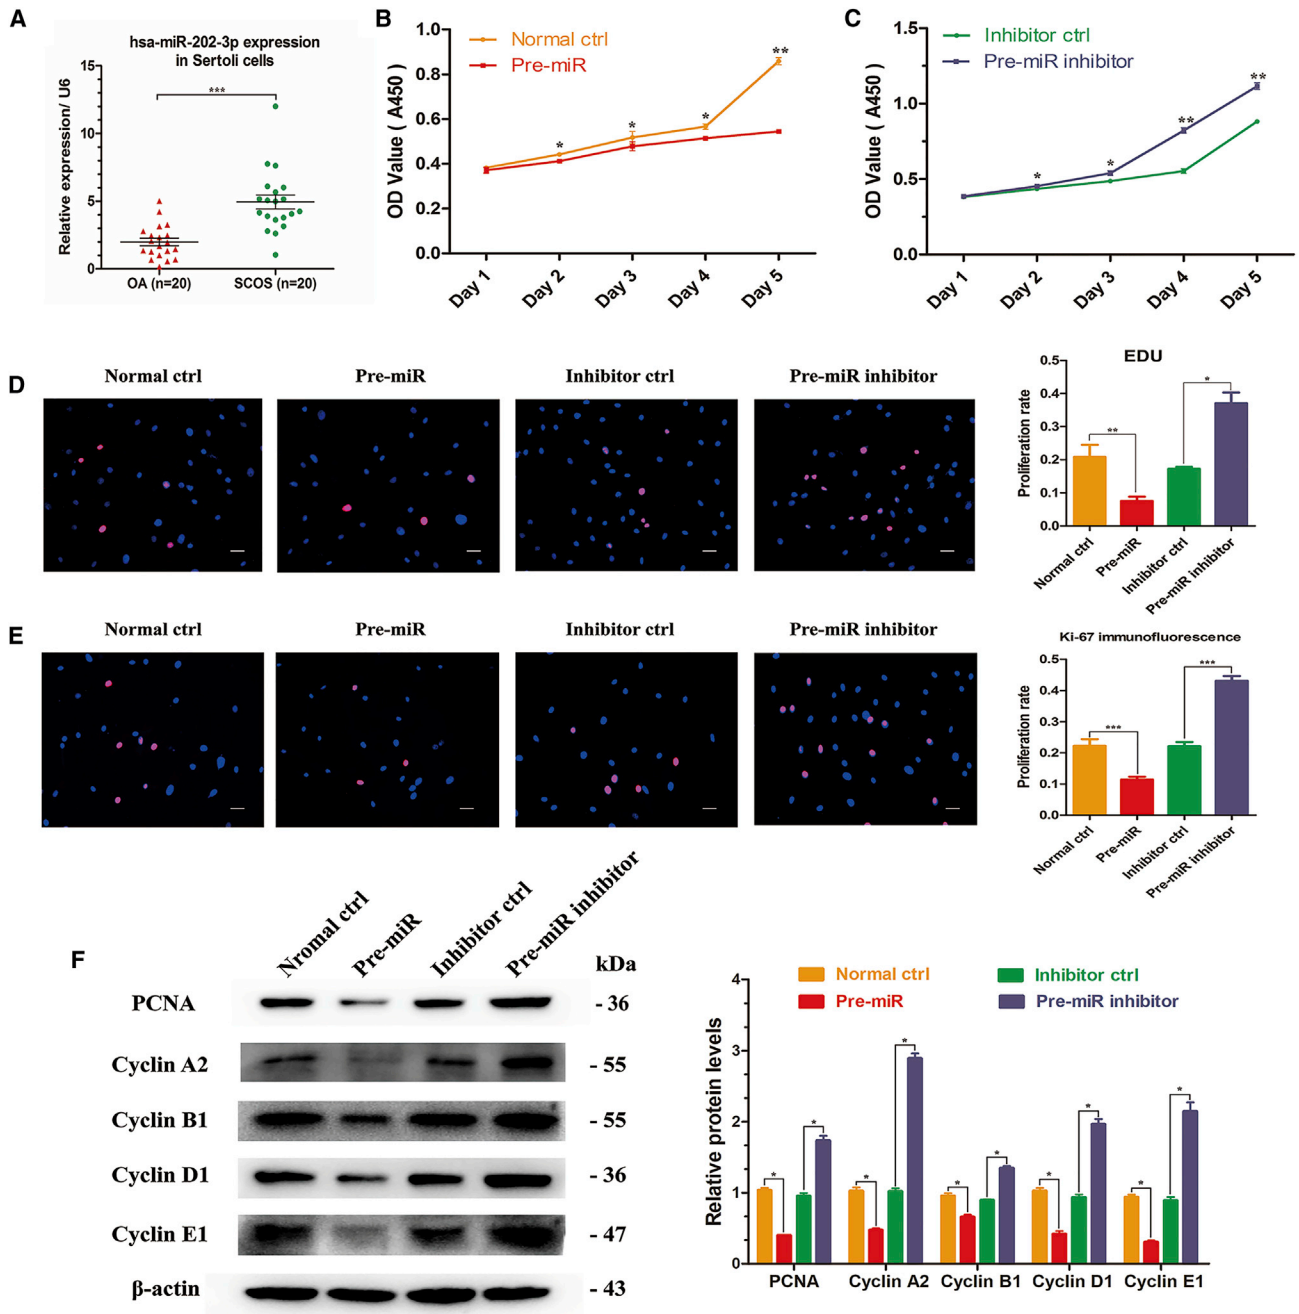 A
hsa-miR-202-3p expression
in Sertoli cells
Relative expression/ U6
15
10
5
0
***
OA (n=20)
SCOS (n=20)
B
OD Value ( A450)
1.0
0.8
0.6
0.4
0.2
0.0
Normal ctrl
Pre-miR
*
*
*
**
Day 1
Day 2
Day 3
Day 4
Day 5
C
OD Value ( A450)
1.5
1.0
0.5
0.0
Inhibitor ctrl
Pre-miR inhibitor
*
*
**
**
Day 1
Day 2
Day 3
Day 4
Day 5
D
Normal ctrl
Pre-miR
Inhibitor ctrl
Pre-miR inhibitor
EDU
Proliferation rate
0.5
0.4
0.3
0.2
0.1
0.0
**
*
Normal ctrl
Pre-miR
Inhibitor ctrl
Pre-miR inhibitor
E
Normal ctrl
Pre-miR
Inhibitor ctrl
Pre-miR inhibitor
Ki-67 immunofluorescence
Proliferation rate
0.5
0.4
0.3
0.2
0.1
0.0
***
***
Normal ctrl
Pre-miR
Inhibitor ctrl
Pre-miR inhibitor
F
Nromal ctrl
Pre-miR
Inhibitor ctrl
Pre-miR inhibitor
kDa
PCNA
- 36
Cyclin A2
- 55
Cyclin B1
- 55
Cyclin D1
- 36
Cyclin E1
- 47
β-actin
- 43
Normal ctrl
Pre-miR
Inhibitor ctrl
Pre-miR inhibitor
Relative protein levels
4
3
2
1
0
*
*
*
*
*
*
*
*
*
*
PCNA
Cyclin A2
Cyclin B1
Cyclin D1
Cyclin E1